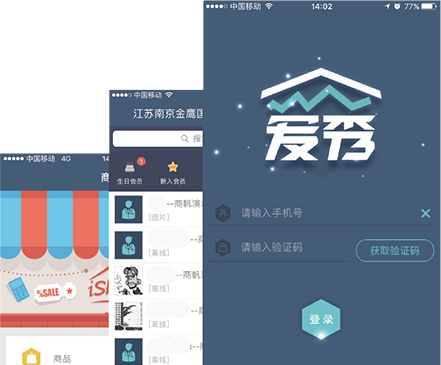 中国移动 14:02 77%
爱秀
请输入手机号
请输入验证码
获取验证码
登录
中国移动
江苏南京金鹰国
搜
生日会员
1
新入会员
--商帆演
[图片]
--商帆
[离线]
--商帆
[离线]
--商帆
[离线]
--商帆
[离线]
中国移动 4G 14
商
SALE
iS
商品